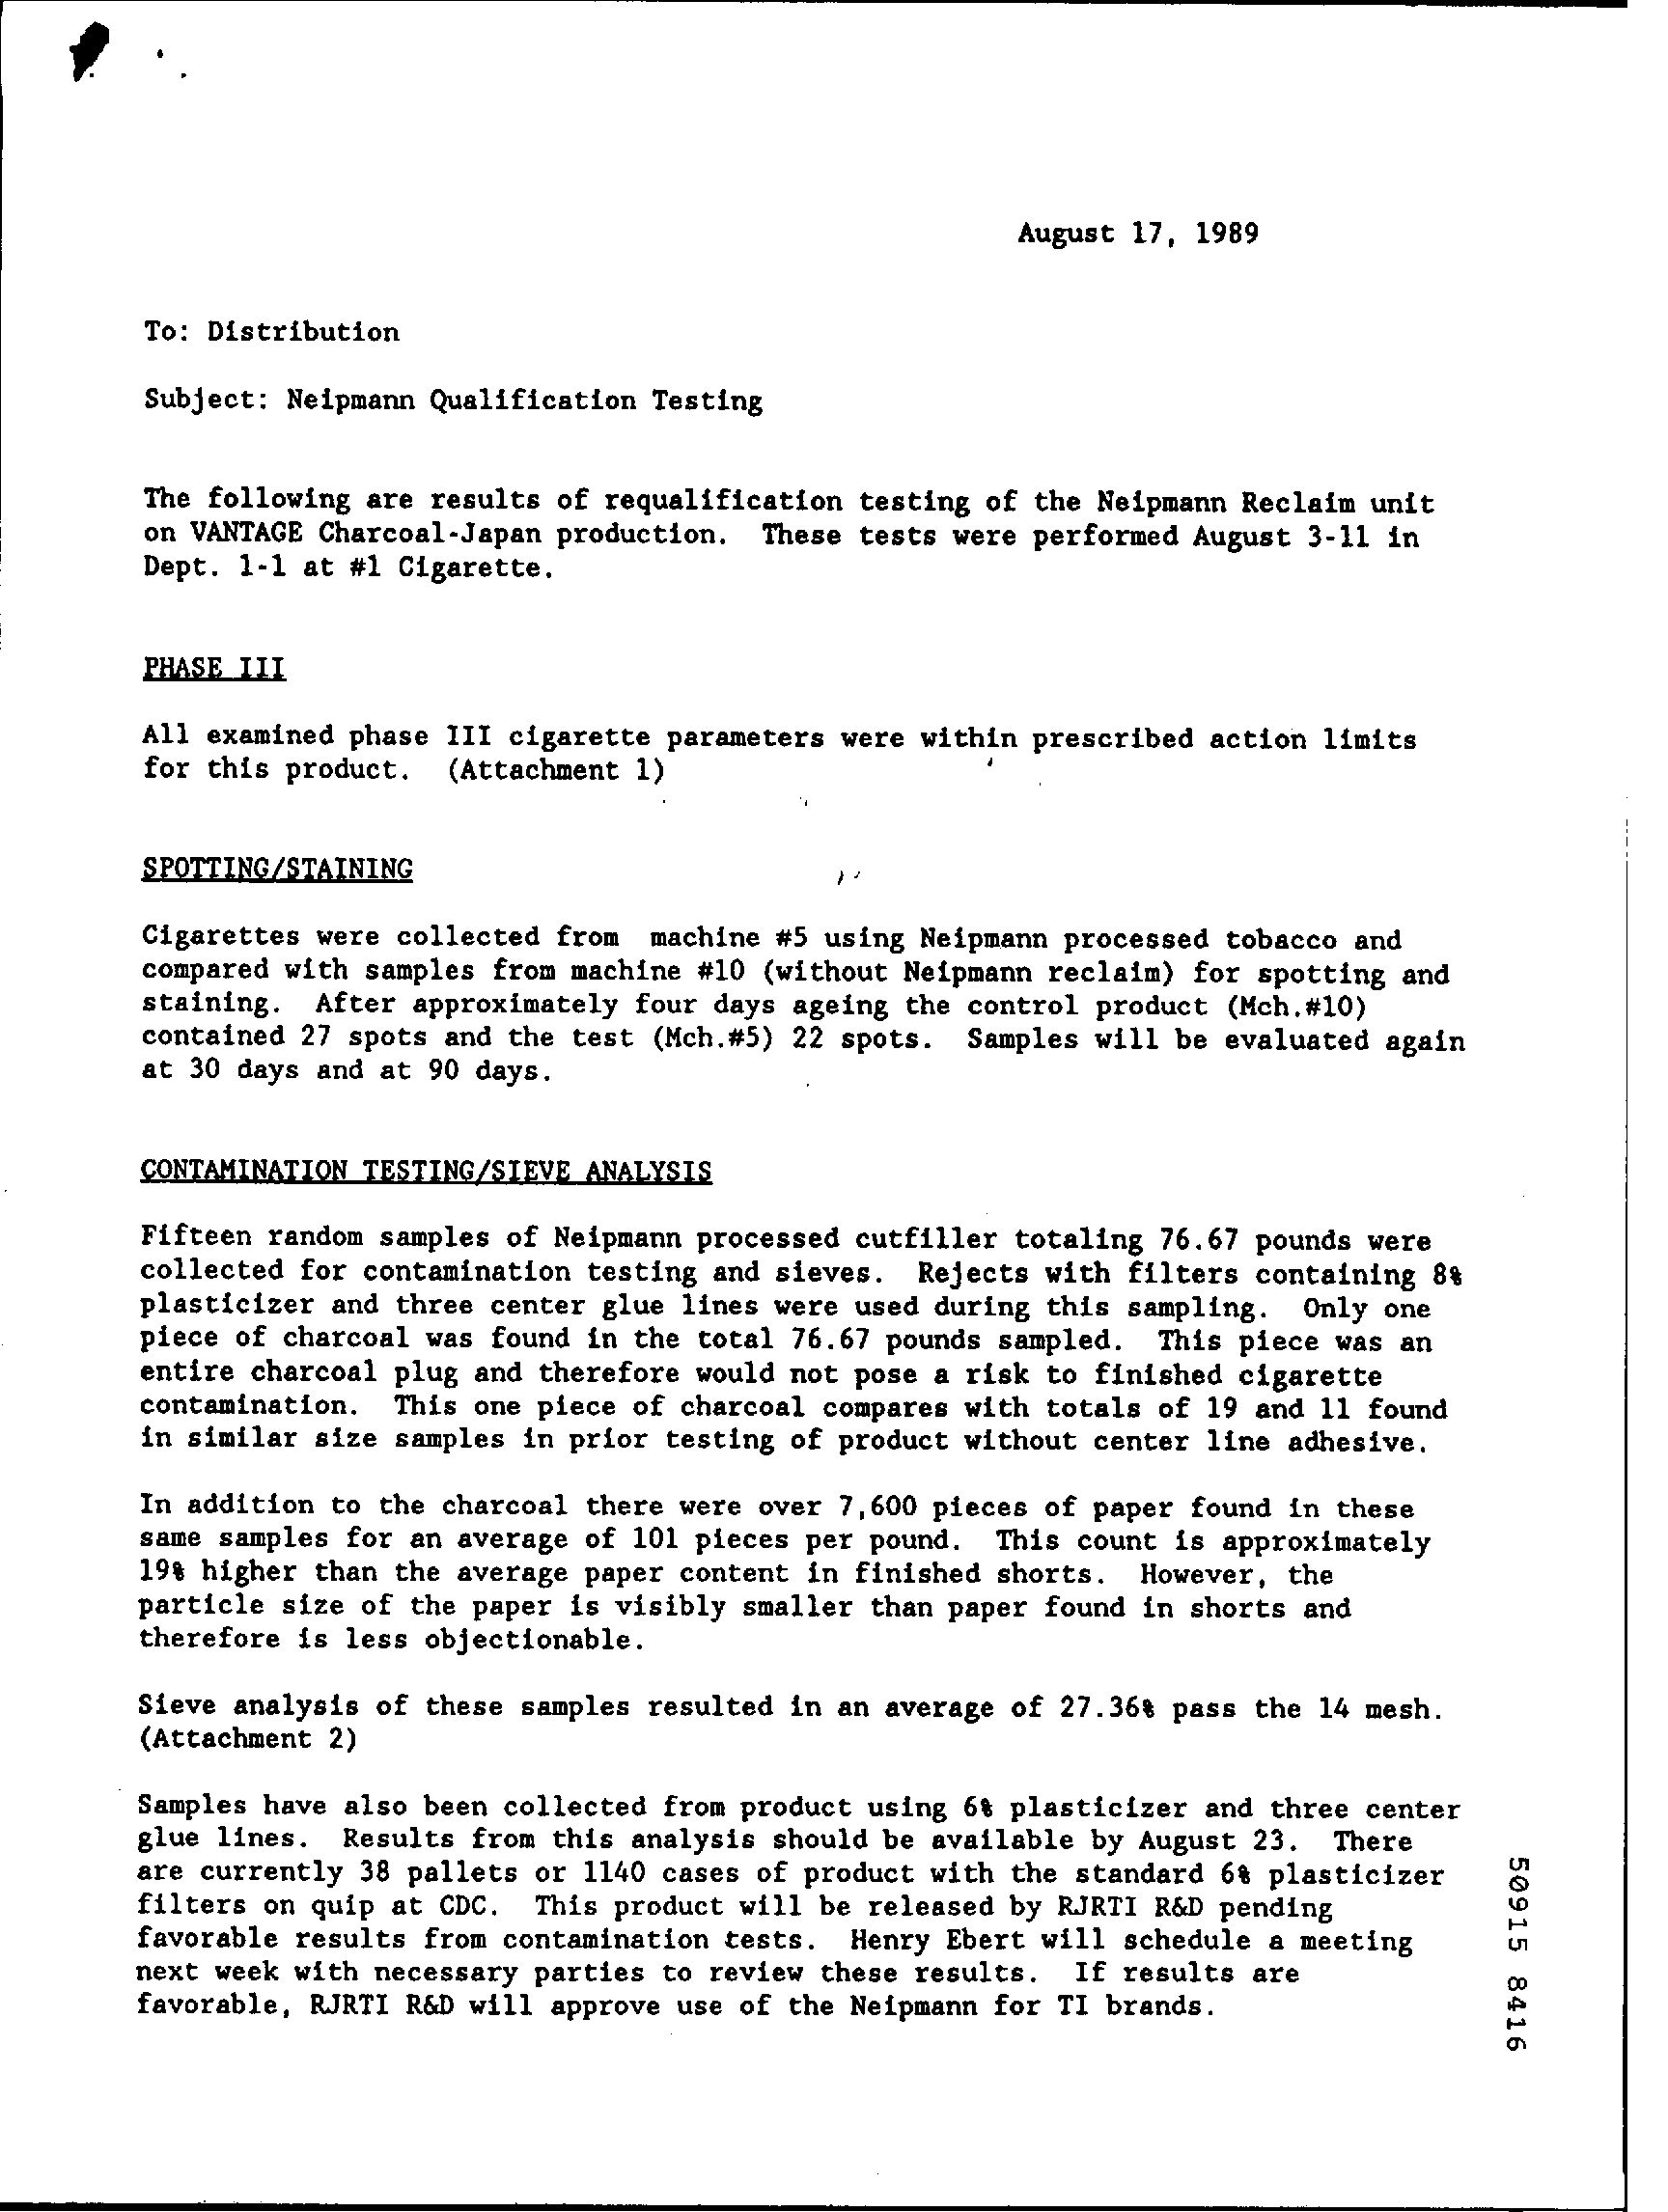 August 17, 1989
To: Distribution
Subject: Neipmann Qualification Testing
The following are results of requalification testing of the Neipmann Reclaim unit
on VANTAGE Charcoal-Japan production.  These tests were performed August 3-11 in
Dept. 1-1 at #1 Cigarette.
PHASE III
All examined phase III cigarette parameters were within prescribed action limits
for this product.  (Attachment 1)
SPOTTING/STAINING
Cigarettes were collected from  machine #5 using Neipmann processed tobacco and
compared with samples from machine #10 (without Neipmann reclaim) for spotting and
staining.  After approximately four days ageing the control product (Mch.#10)
contained 27 spots and the test (Mch.#5) 22 spots.  Samples will be evaluated again
at 30 days and at 90 days.
CONTAMINATION TESTING/SIEVE ANALYSIS
Fifteen random samples of Neipmann processed cutfiller totaling 76.67 pounds were
collected for contamination testing and sieves.  Rejects with filters containing 8%
plasticizer and three center glue lines were used during this sampling.  Only one
piece of charcoal was found in the total 76.67 pounds sampled.  This piece was an
entire charcoal plug and therefore would not pose a risk to finished cigarette
contamination.  This one piece of charcoal compares with totals of 19 and 11 found
in similar size samples in prior testing of product without center line adhesive.
In addition to the charcoal there were over 7,600 pieces of paper found in these
same samples for an average of 101 pieces per pound.  This count is approximately
19% higher than the average paper content in finished shorts.  However, the
particle size of the paper is visibly smaller than paper found in shorts and
therefore is less objectionable.
Sieve analysis of these samples resulted in an average of 27.36% pass the 14 mesh.
(Attachment 2)
Samples have also been collected from product using 6% plasticizer and three center
glue lines.  Results from this analysis should be available by August 23.  There
are currently 38 pallets or 1140 cases of product with the standard 6% plasticizer
filters on quip at CDC.  This product will be released by RJRTI R&D pending
favorable results from contamination tests.  Henry Ebert will schedule a meeting
next week with necessary parties to review these results.  If results are
favorable, RJRTI R&D will approve use of the Neipmann for TI brands.
50915 8416